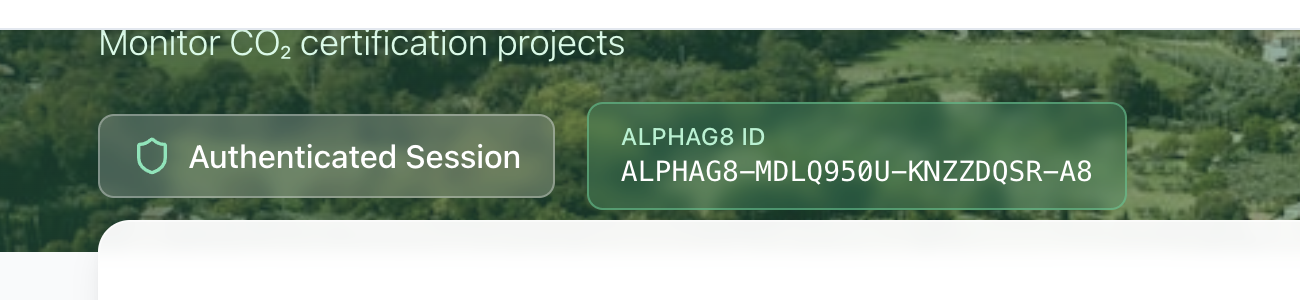 Monitor CO₂ certification projects
Authenticated Session
ALPHAG8 ID
ALPHAG8–MDLQ950U–KNZZDQSR–A8